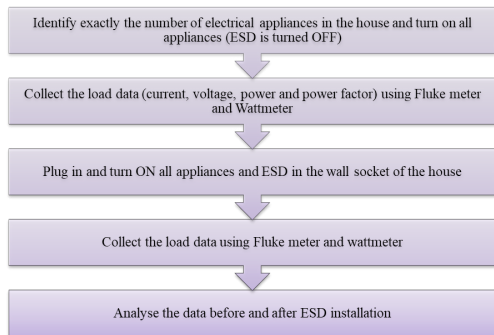 Identify exactly the number of electrical appliances in the house and turn on all
appliances (ESD is turned OFF)
Collect the load data (current, voltage, power and power factor) using Fluke meter
and Wattmeter
Plug in and turn ON all appliances and ESD in the wall socket of the house
Collect the load data using Fluke meter and wattmeter
Analyse the data before and after ESD installation